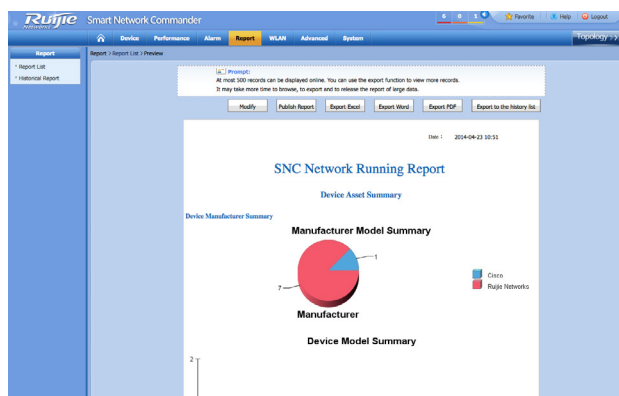 Ruijie Networks Smart Network Commander
6 0 5 Favorite Help Logout
Device Performance Alarm Report WLAN Advanced System Topology >>
Report
Report List
Historical Report
Report > Report List > Preview
Prompt:
At most 500 records can be displayed online. You can use the export function to view more records.
It may take more time to browse, to export and to release the report of large data.
Modify Publish Report Export Excel Export Word Export PDF Export to the history list
Date : 2014-04-23 10:51
SNC Network Running Report
Device Asset Summary
Device Manufacturer Summary
Manufacturer Model Summary
1
7
Cisco
Ruijie Networks
Manufacturer
Device Model Summary
2